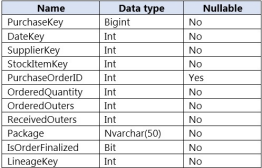 Name Data type Nullable
PurchaseKey Bigint No
DateKey Int No
SupplierKey Int No
StockItemKey Int No
PurchaseOrderID Int Yes
OrderedQuantity Int No
OrderedOuters Int No
ReceivedOuters Int No
Package Nvarchar(50) No
IsOrderFinalized Bit No
LineageKey Int No